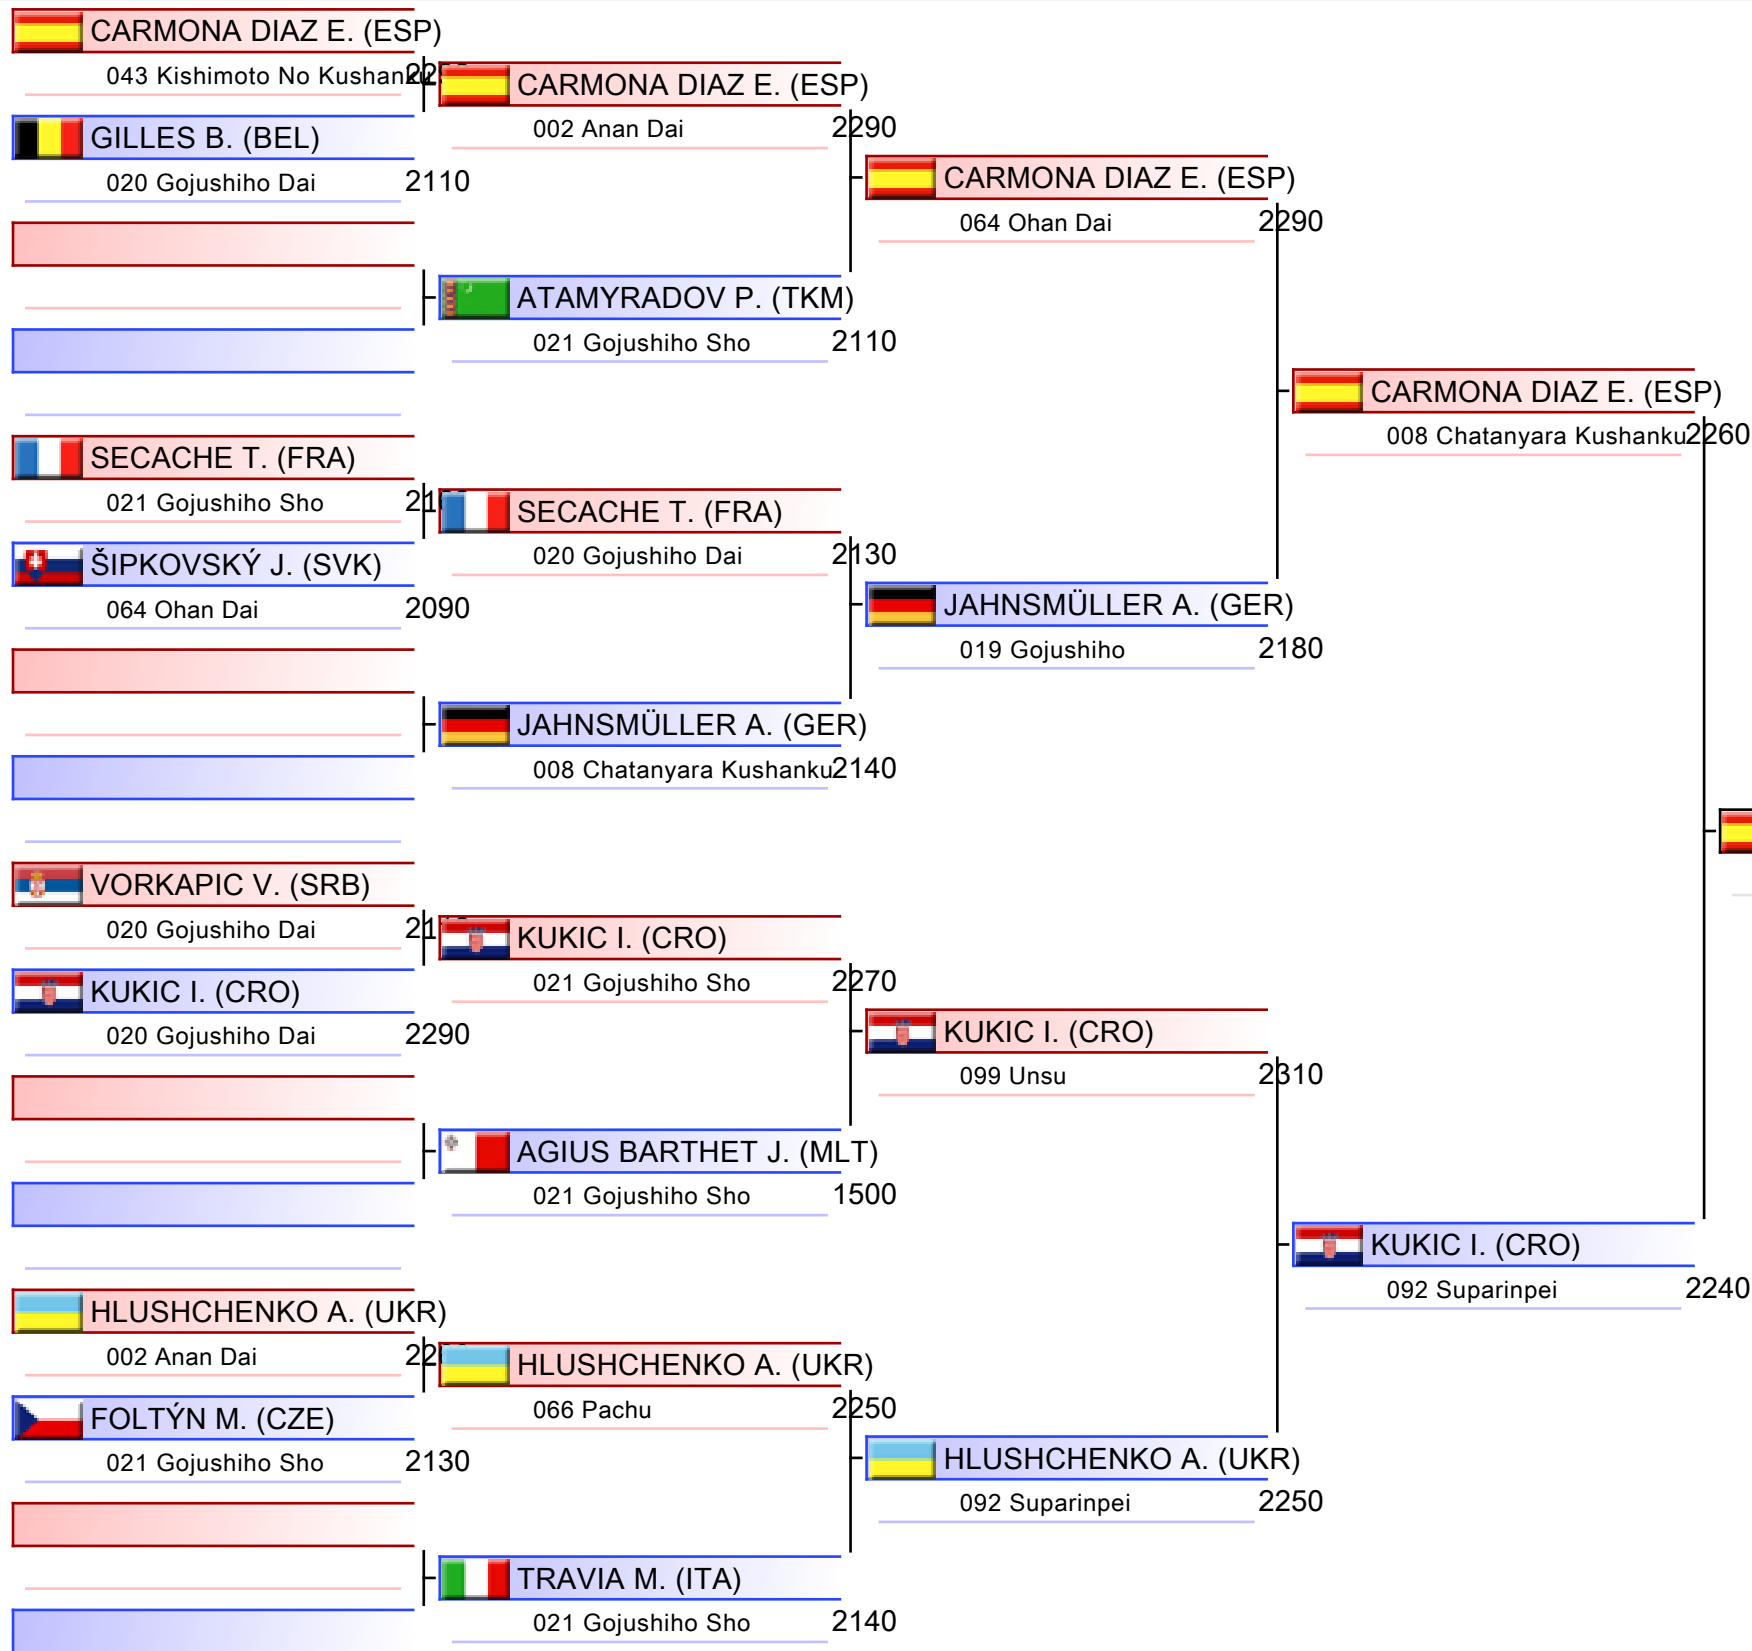 CARMONA DIAZ E. (ESP)
043 Kishimoto No Kushanku
GILLES B. (BEL)
020 Gojushiho Dai 2110
SECACHE T. (FRA)
021 Gojushiho Sho
ŠIPKOVSKÝ J. (SVK)
064 Ohan Dai 2090
VORKAPIC V. (SRB)
020 Gojushiho Dai
KUKIC I. (CRO)
020 Gojushiho Dai 2290
HLUSHCHENKO A. (UKR)
002 Anan Dai
FOLTÝN M. (CZE)
021 Gojushiho Sho 2130
CARMONA DIAZ E. (ESP)
002 Anan Dai 2290
ATAMYRADOV P. (TKM)
021 Gojushiho Sho 2110
SECACHE T. (FRA)
020 Gojushiho Dai 2130
JAHNSMÜLLER A. (GER)
008 Chatanyara Kushanku 2140
KUKIC I. (CRO)
021 Gojushiho Sho 2270
AGIUS BARTHET J. (MLT)
021 Gojushiho Sho 1500
HLUSHCHENKO A. (UKR)
066 Pachu 2250
TRAVIA M. (ITA)
021 Gojushiho Sho 2140
CARMONA DIAZ E. (ESP)
064 Ohan Dai 2290
JAHNSMÜLLER A. (GER)
019 Gojushiho 2180
KUKIC I. (CRO)
099 Unsu 2310
HLUSHCHENKO A. (UKR)
092 Suparinpei 2250
CARMONA DIAZ E. (ESP)
008 Chatanyara Kushanku 2260
KUKIC I. (CRO)
092 Suparinpei 2240